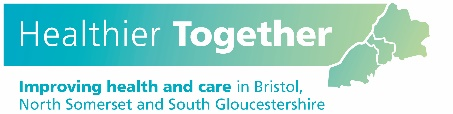 Healthier Together
Improving health and care in Bristol,
North Somerset and South Gloucestershire